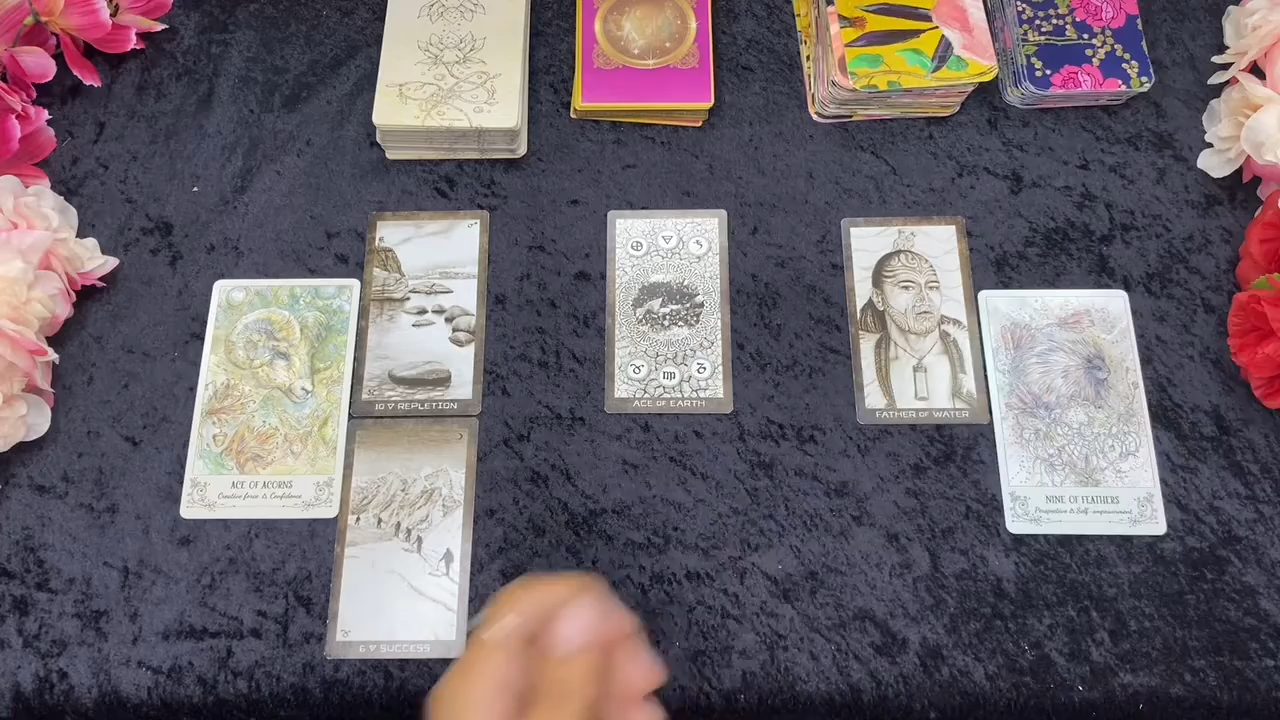 10 ▽ REPLETION
ACE OF EARTH
FATHER OF WATER
ACE OF ACORNS
Creative force & Confidence
NINE OF FEATHERS
Perspective & Self-empowerment
6 ▽ SUCCESS